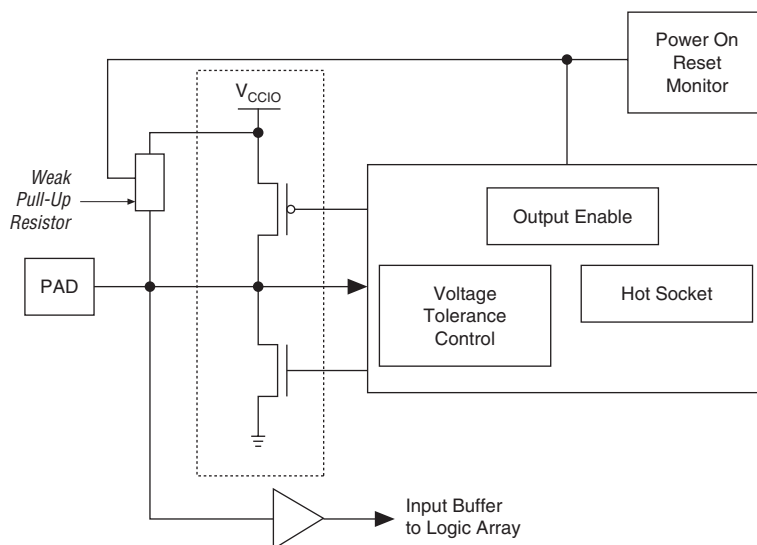 Power On
Reset
Monitor
VCCIO
Weak
Pull-Up
Resistor
Output Enable
PAD
Voltage
Tolerance
Control
Hot Socket
Input Buffer
to Logic Array